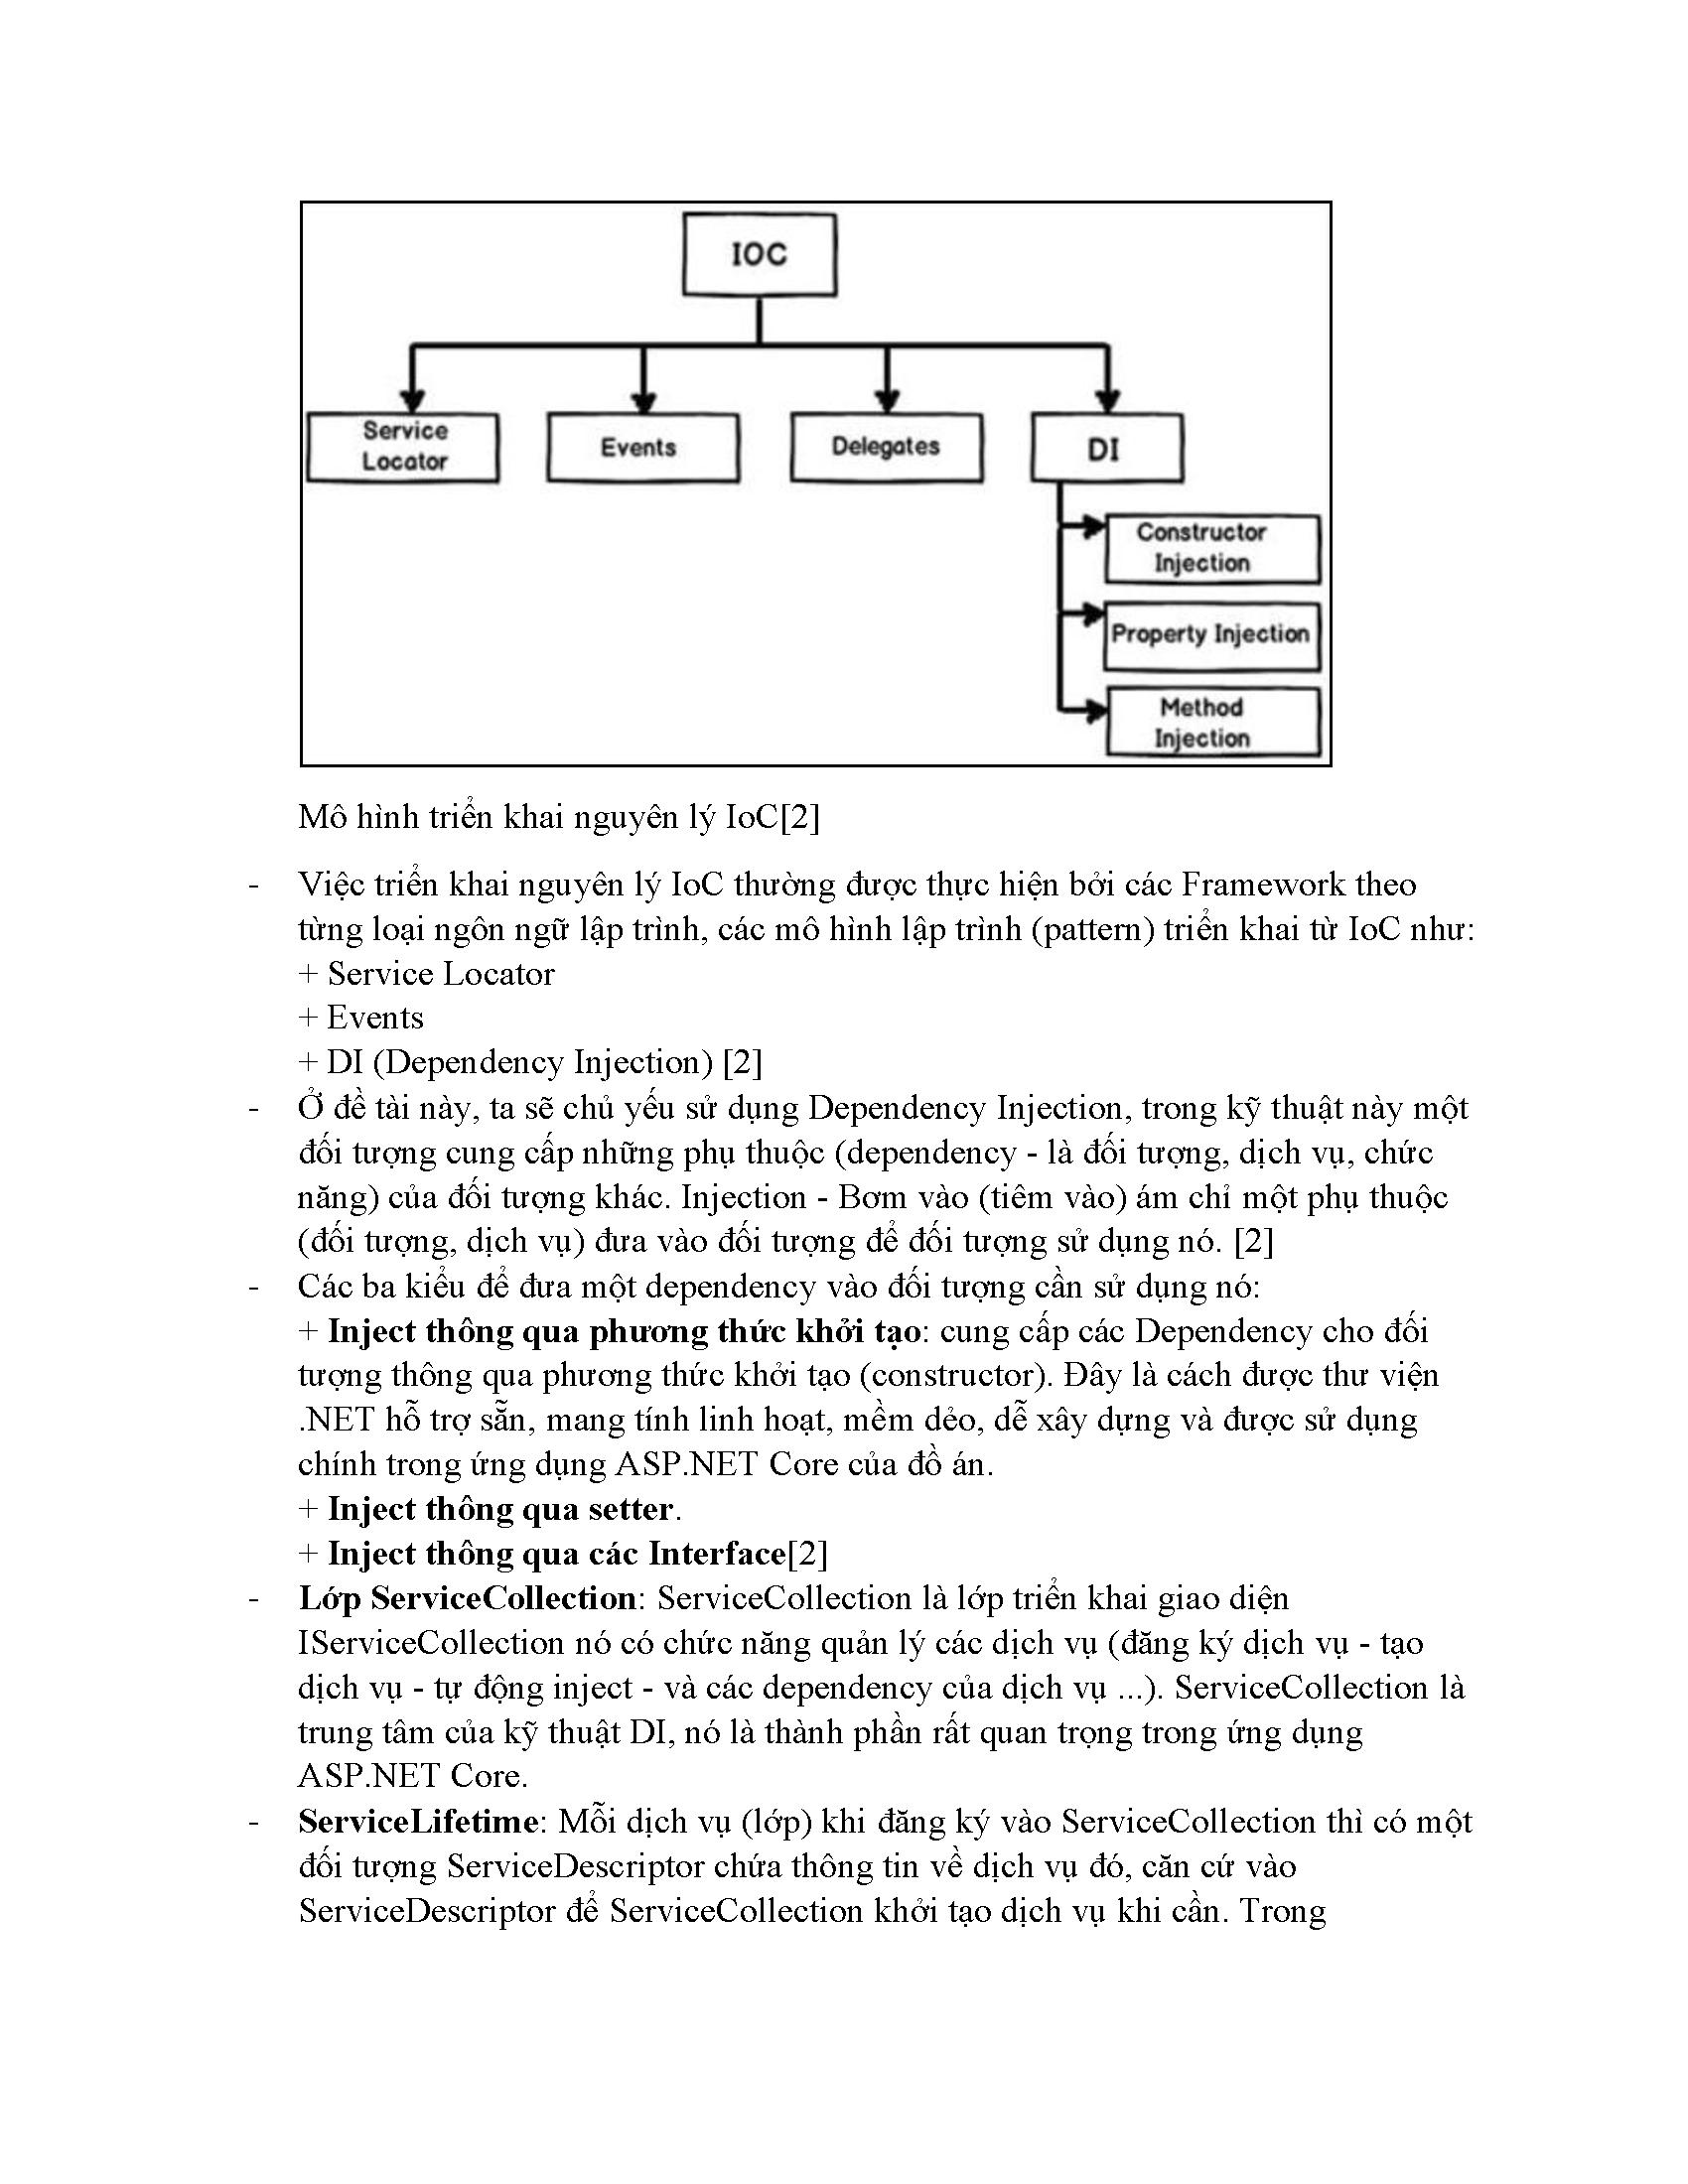 IOC
Service
Locator
Events
Delegates
DI
Constructor
Injection
Property Injection
Method
Injection
Mô hình triển khai nguyên lý IoC[2]
- Việc triển khai nguyên lý IoC thường được thực hiện bởi các Framework theo
từng loại ngôn ngữ lập trình, các mô hình lập trình (pattern) triển khai từ IoC như:
+ Service Locator
+ Events
+ DI (Dependency Injection) [2]
- Ở đề tài này, ta sẽ chủ yếu sử dụng Dependency Injection, trong kỹ thuật này một
đối tượng cung cấp những phụ thuộc (dependency - là đối tượng, dịch vụ, chức
năng) của đối tượng khác. Injection - Bơm vào (tiêm vào) ám chỉ một phụ thuộc
(đối tượng, dịch vụ) đưa vào đối tượng để đối tượng sử dụng nó. [2]
- Các ba kiểu để đưa một dependency vào đối tượng cần sử dụng nó:
+ Inject thông qua phương thức khởi tạo: cung cấp các Dependency cho đối
tượng thông qua phương thức khởi tạo (constructor). Đây là cách được thư viện
.NET hỗ trợ sẵn, mang tính linh hoạt, mềm dẻo, dễ xây dựng và được sử dụng
chính trong ứng dụng ASP.NET Core của đồ án.
+ Inject thông qua setter.
+ Inject thông qua các Interface[2]
- Lớp ServiceCollection: ServiceCollection là lớp triển khai giao diện
IServiceCollection nó có chức năng quản lý các dịch vụ (đăng ký dịch vụ - tạo
dịch vụ - tự động inject - và các dependency của dịch vụ ...). ServiceCollection là
trung tâm của kỹ thuật DI, nó là thành phần rất quan trọng trong ứng dụng
ASP.NET Core.
- ServiceLifetime: Mỗi dịch vụ (lớp) khi đăng ký vào ServiceCollection thì có một
đối tượng ServiceDescriptor chứa thông tin về dịch vụ đó, căn cứ vào
ServiceDescriptor để ServiceCollection khởi tạo dịch vụ khi cần. Trong